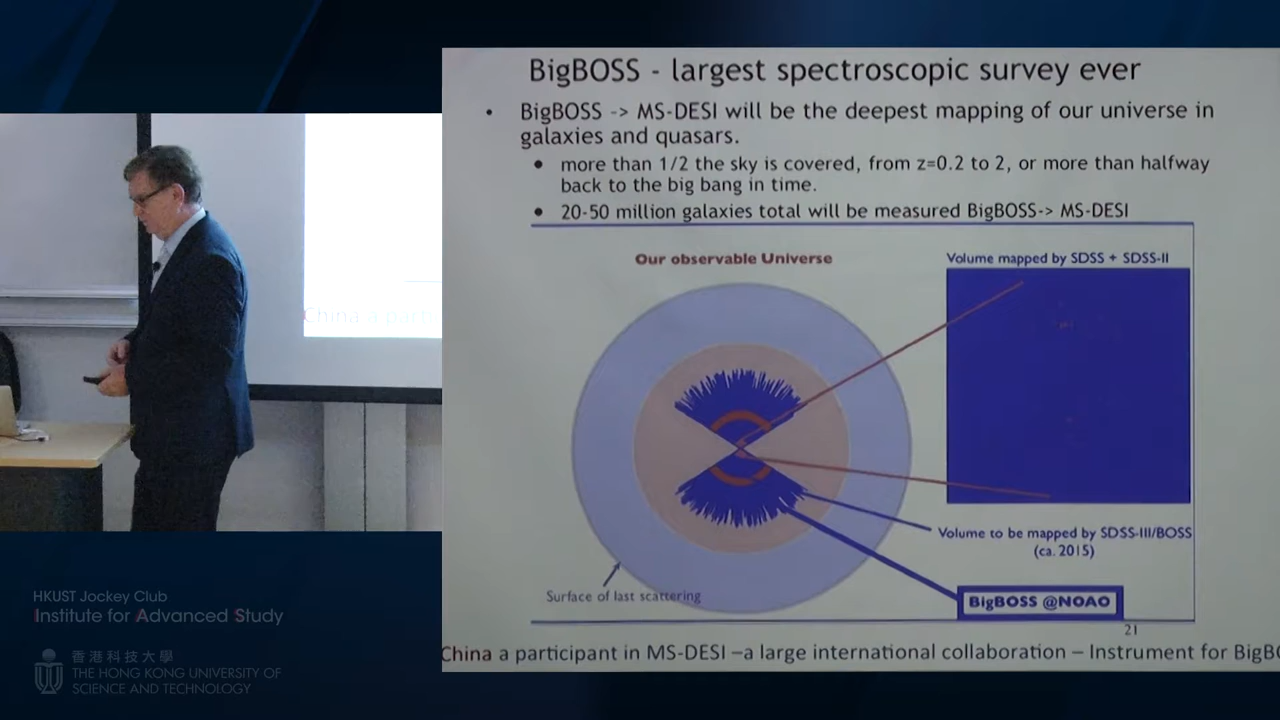 BigBOSS - largest spectroscopic survey ever
• BigBOSS -> MS-DESI will be the deepest mapping of our universe in
galaxies and quasars.
• more than 1/2 the sky is covered, from z=0.2 to 2, or more than halfway
back to the big bang in time.
• 20-50 million galaxies total will be measured BigBOSS-> MS-DESI
Our observable Universe
Volume mapped by SDSS + SDSS-II
Volume to be mapped by SDSS-III/BOSS
(ca. 2015)
Surface of last scattering
BigBOSS @NOAO
21
China a participant in MS-DESI –a large international collaboration – Instrument for BigBO
China a parti
HKUST Jockey Club
Institute for Advanced Study
香港科技大學
THE HONG KONG UNIVERSITY OF
SCIENCE AND TECHNOLOGY